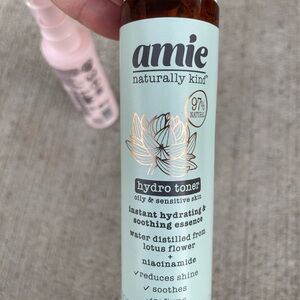 amie
naturally kind
97%
NATURAL
hydro toner
oily & sensitive skin
instant hydrating &
soothing essence
water distilled from
lotus flower
+
niacinamide
✓reduces shine
✓ soothes